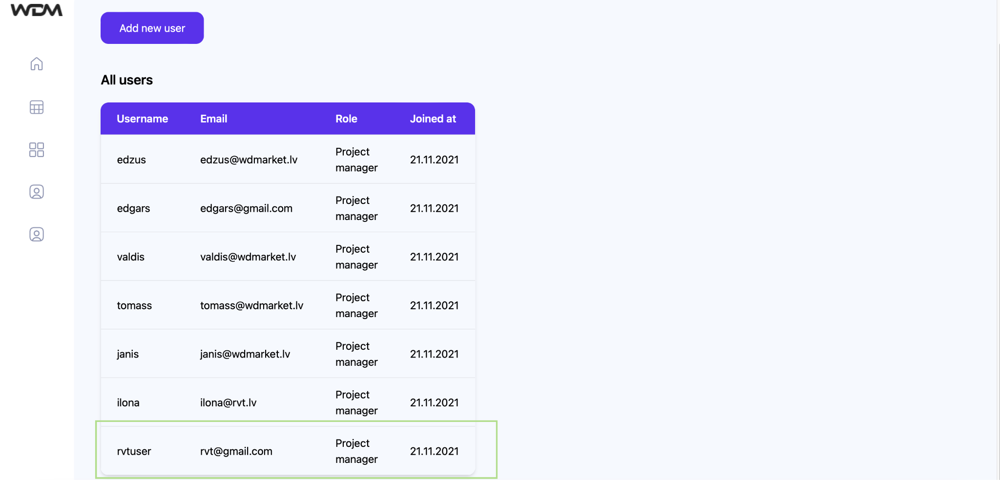 WDM
Add new user
All users
Username Email Role Joined at
edzus edzus@wdmarket.lv Project manager 21.11.2021
edgars edgars@gmail.com Project manager 21.11.2021
valdis valdis@wdmarket.lv Project manager 21.11.2021
tomass tomass@wdmarket.lv Project manager 21.11.2021
janis janis@wdmarket.lv Project manager 21.11.2021
ilona ilona@rvt.lv Project manager 21.11.2021
rvtuser rvt@gmail.com Project manager 21.11.2021